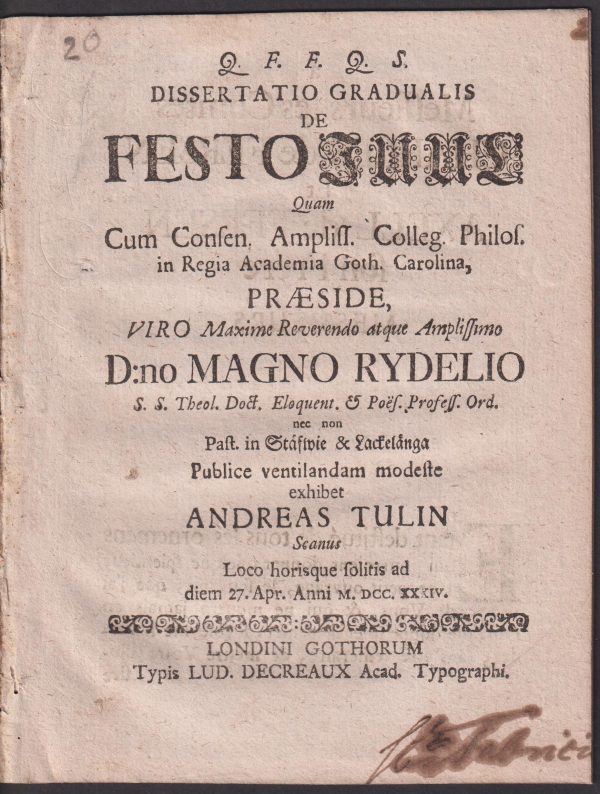 20
Q. F. F. Q. S.
DISSERTATIO GRADUALIS
DE
FESTO JUUL
Quam
Cum Conſen. Ampliſſ. Colleg. Philoſ.
in Regia Academia Goth. Carolina,
PRÆSIDE,
VIRO Maxime Reverendo atque Ampliſſimo
D:no MAGNO RYDELIO
S. S. Theol. Doct. Eloquent. & Poëſ. Profeſſ. Ord.
nec non
Paſt. in Stäfwie & Lackelånga
Publice ventilandam modeſte
exhibet
ANDREAS TULIN
Scanus
Loco horisque ſolitis ad
diem 27. Apr. Anni M. DCC. XXXIV.
LONDINI GOTHORUM
Typis LUD. DECREAUX Acad. Typographi.